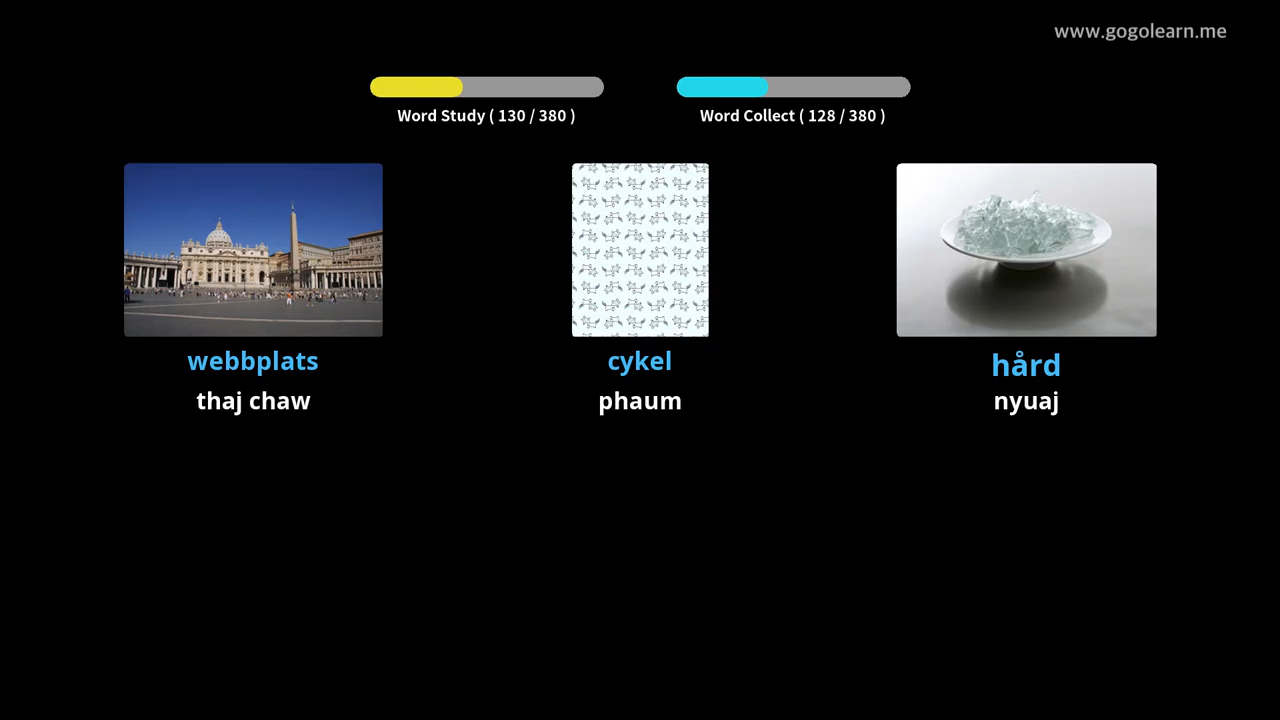 www.gogolearn.me
Word Study ( 130 / 380 )
Word Collect ( 128 / 380 )
webbplats
thaj chaw
cykel
phaum
hård
nyuaj